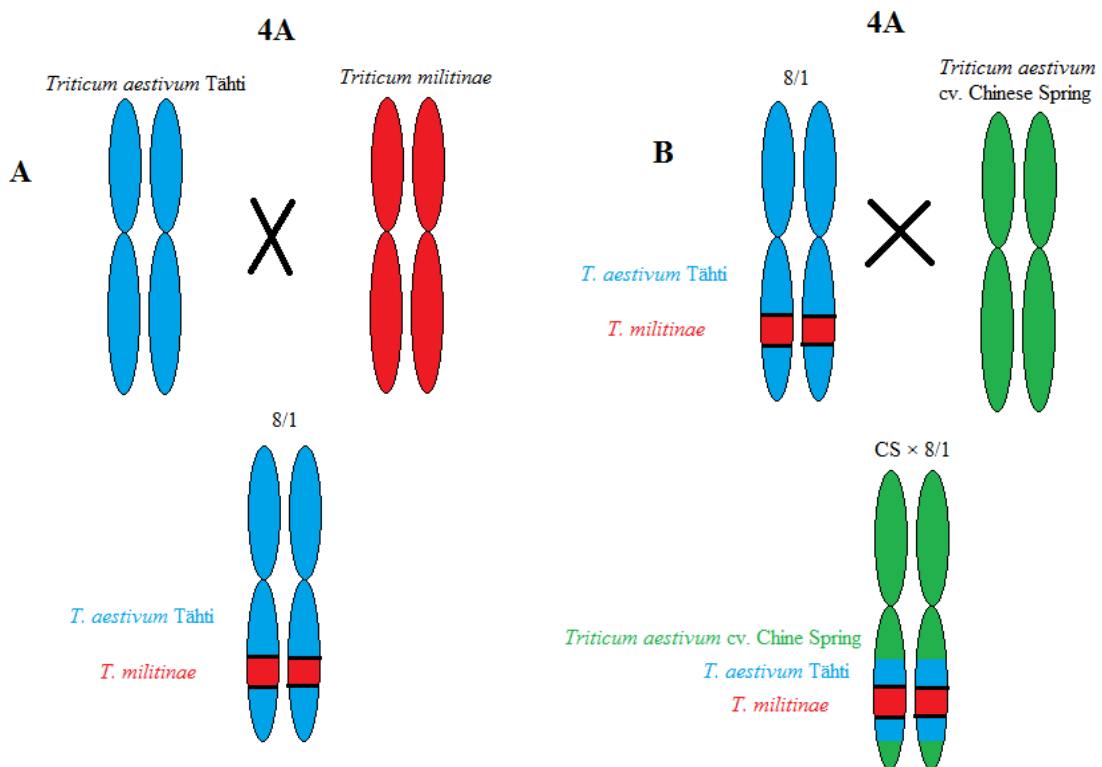 4A
Triticum aestivum Tähti
Triticum militinae
A
8/1
T. aestivum Tähti
T. militinae
4A
8/1
Triticum aestivum
cv. Chinese Spring
B
T. aestivum Tähti
T. militinae
CS × 8/1
Triticum aestivum cv. Chine Spring
T. aestivum Tähti
T. militinae